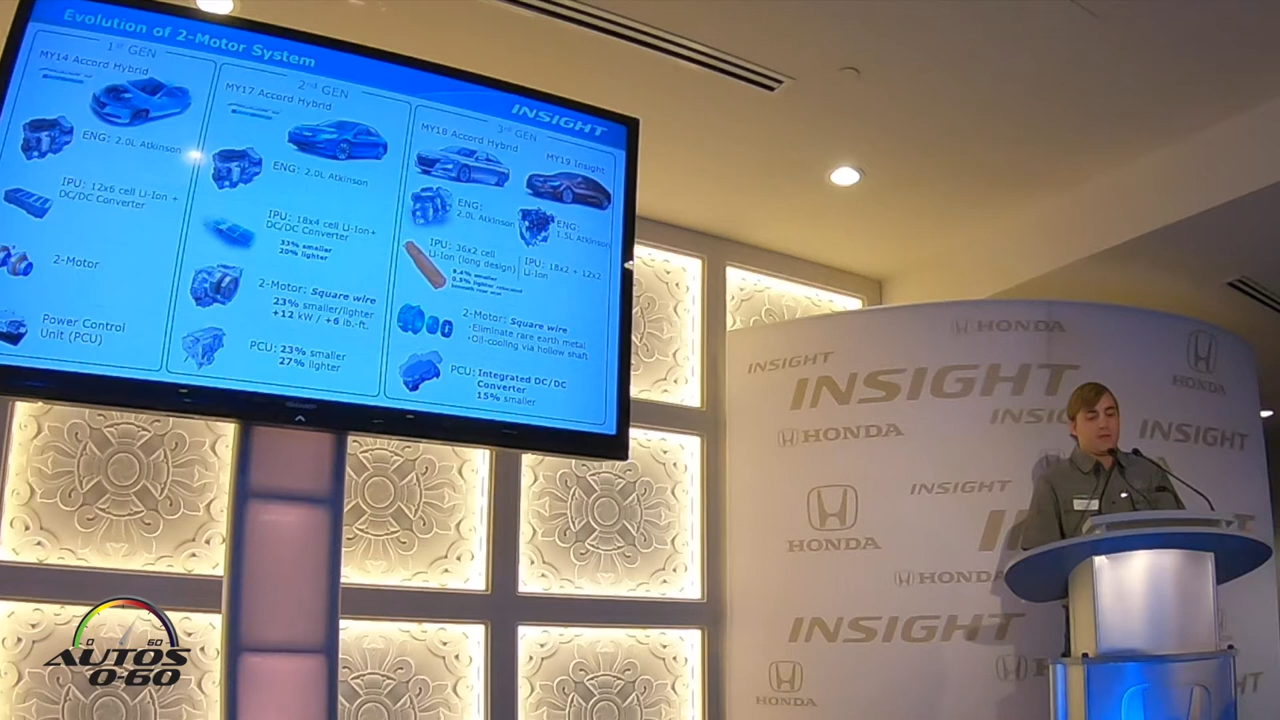 Evolution of 2-Motor System
INSIGHT
1st GEN
MY14 Accord Hybrid
ENG: 2.0L Atkinson
IPU: 12x6 cell Li-Ion +
DC/DC Converter
2-Motor
Power Control
Unit (PCU)
2nd GEN
MY17 Accord Hybrid
ENG: 2.0L Atkinson
IPU: 18x4 cell Li-Ion+
DC/DC Converter
33% smaller
20% lighter
2-Motor: Square wire
23% smaller/lighter
+12 kW / +6 lb.-ft.
PCU: 23% smaller
27% lighter
3rd GEN
MY18 Accord Hybrid
MY19 Insight
ENG:
2.0L Atkinson
ENG:
1.5L Atkinson
IPU: 36x2 cell
Li-Ion (long design)
IPU: 18x2 + 12x2
Li-Ion
2-Motor: Square wire
·Eliminate rare earth metal
·Oil-cooling via hollow shaft
PCU: Integrated DC/DC
Converter
15% smaller
HONDA
INSIGHT
INSIGHT
HONDA
INSIG
HONDA
INSIGHT
INSIGHT
HONDA
HONDA
INSIGHT
HONDA
0 60
AUTOS
0-60